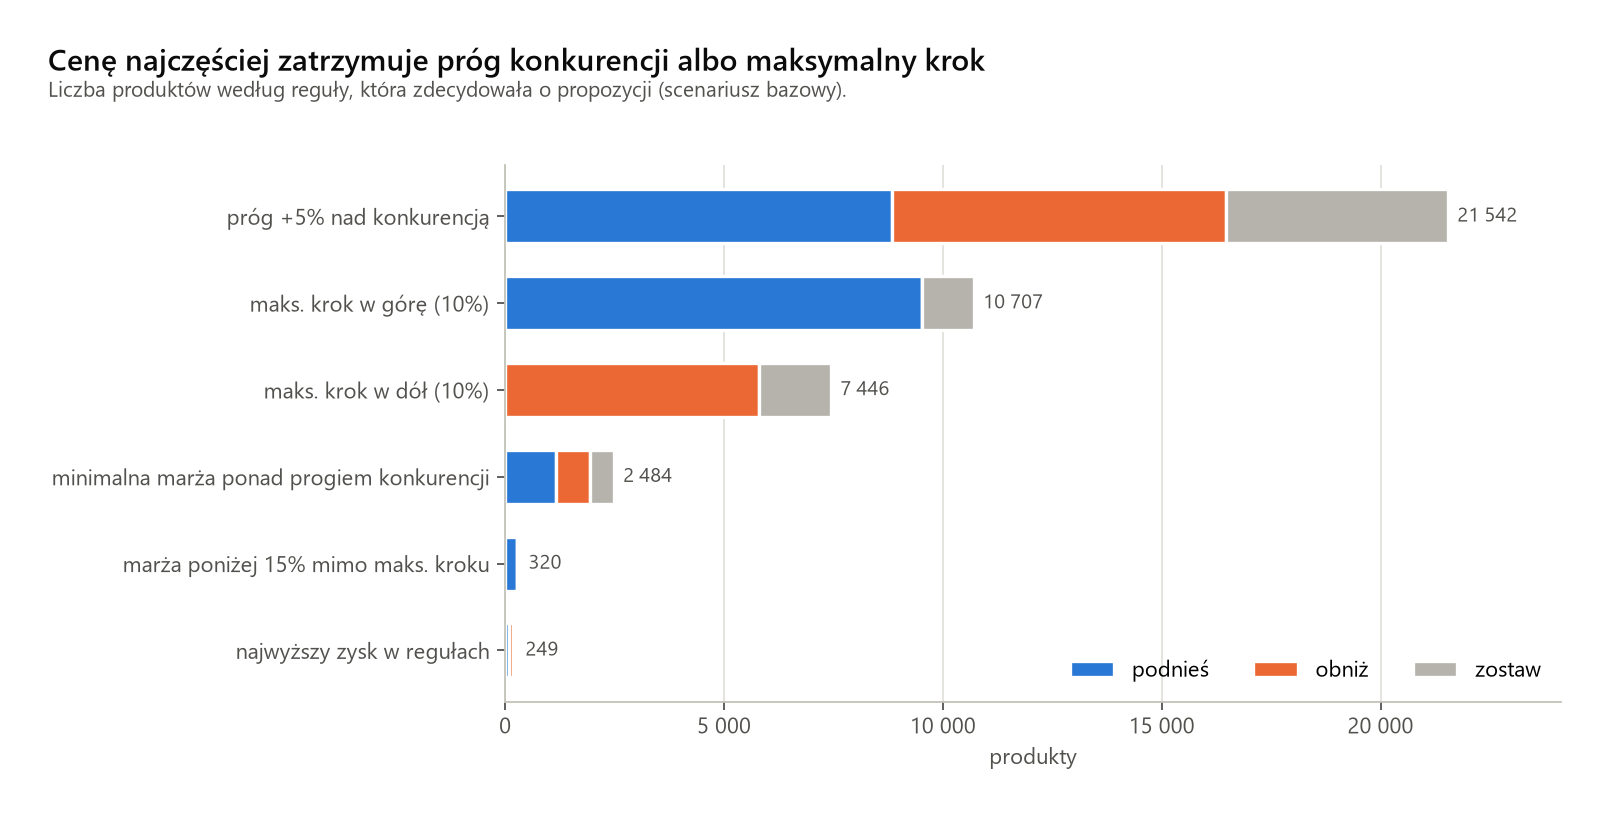 Cenę najczęściej zatrzymuje próg konkurencji albo maksymalny krok
Liczba produktów według reguły, która zdecydowała o propozycji (scenariusz bazowy).
próg +5% nad konkurencją
21 542
maks. krok w górę (10%)
10 707
maks. krok w dół (10%)
7 446
minimalna marża ponad progiem konkurencji
2 484
marża poniżej 15% mimo maks. kroku
320
najwyższy zysk w regułach
249
podnieś obniż zostaw
0 5 000 10 000 15 000 20 000
produkty